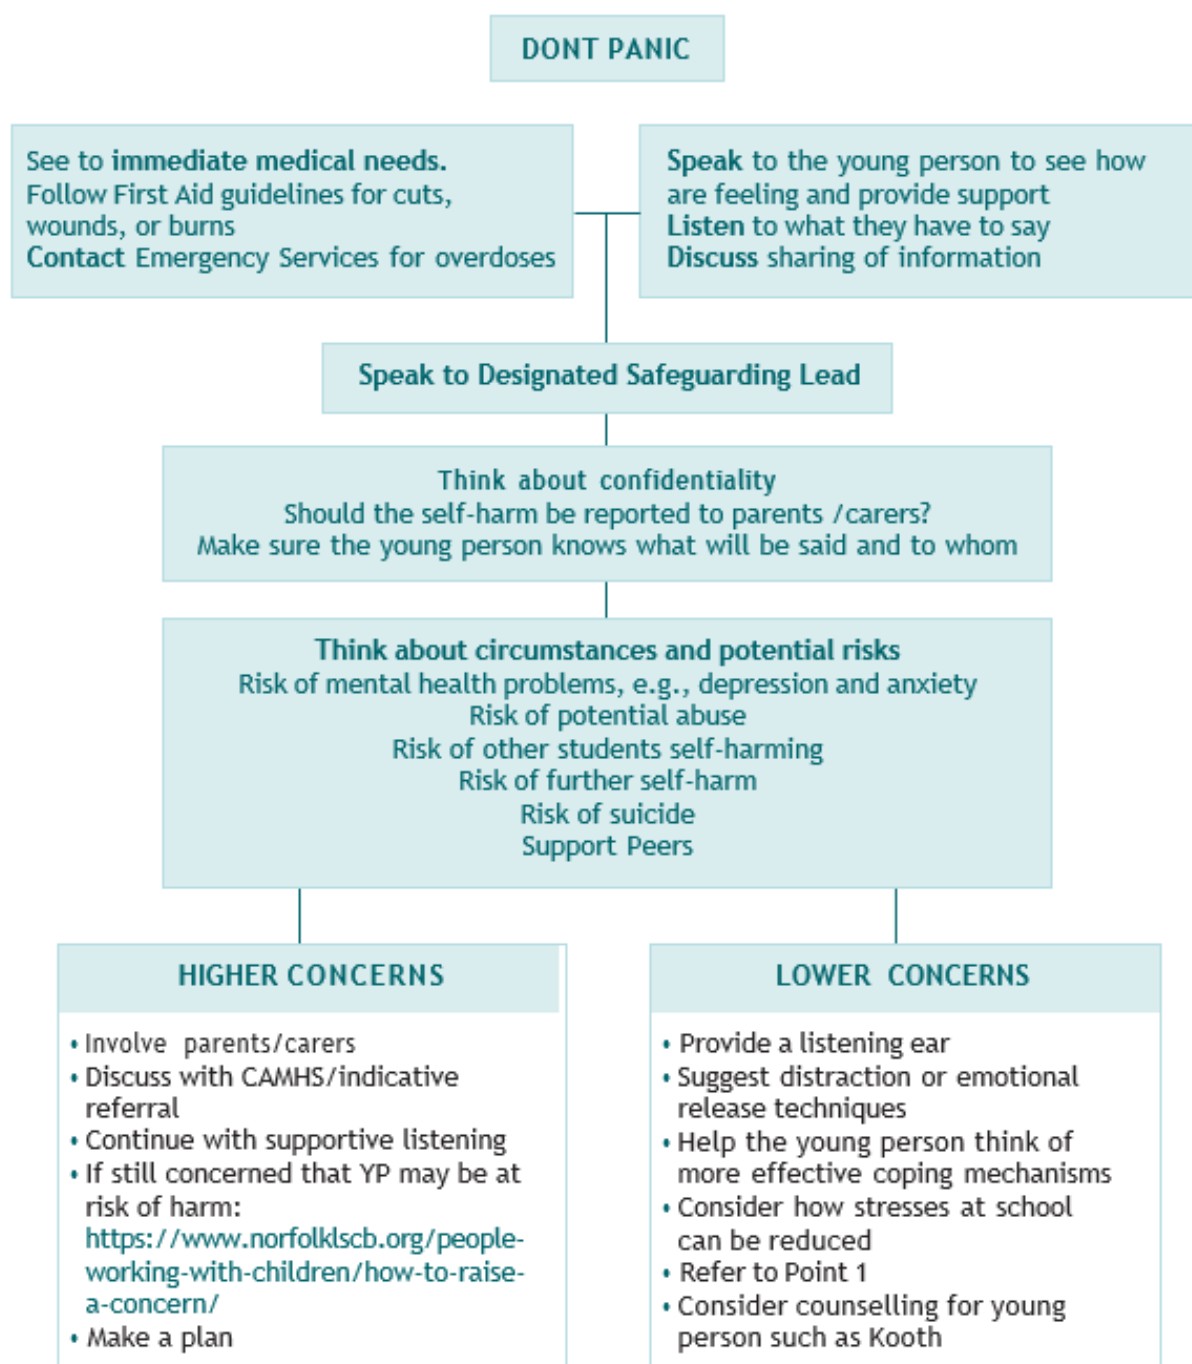 DONT PANIC
See to immediate medical needs.
Follow First Aid guidelines for cuts,
wounds, or burns
Contact Emergency Services for overdoses
Speak to the young person to see how
are feeling and provide support
Listen to what they have to say
Discuss sharing of information
Speak to Designated Safeguarding Lead
Think about confidentiality
Should the self-harm be reported to parents /carers?
Make sure the young person knows what will be said and to whom
Think about circumstances and potential risks
Risk of mental health problems, e.g., depression and anxiety
Risk of potential abuse
Risk of other students self-harming
Risk of further self-harm
Risk of suicide
Support Peers
HIGHER CONCERNS
• Involve parents/carers
• Discuss with CAMHS/indicative
referral
• Continue with supportive listening
• If still concerned that YP may be at
risk of harm:
https://www.norfolklscb.org/people-
working-with-children/how-to-raise-
a-concern/
• Make a plan
LOWER CONCERNS
• Provide a listening ear
• Suggest distraction or emotional
release techniques
• Help the young person think of
more effective coping mechanisms
• Consider how stresses at school
can be reduced
• Refer to Point 1
• Consider counselling for young
person such as Kooth